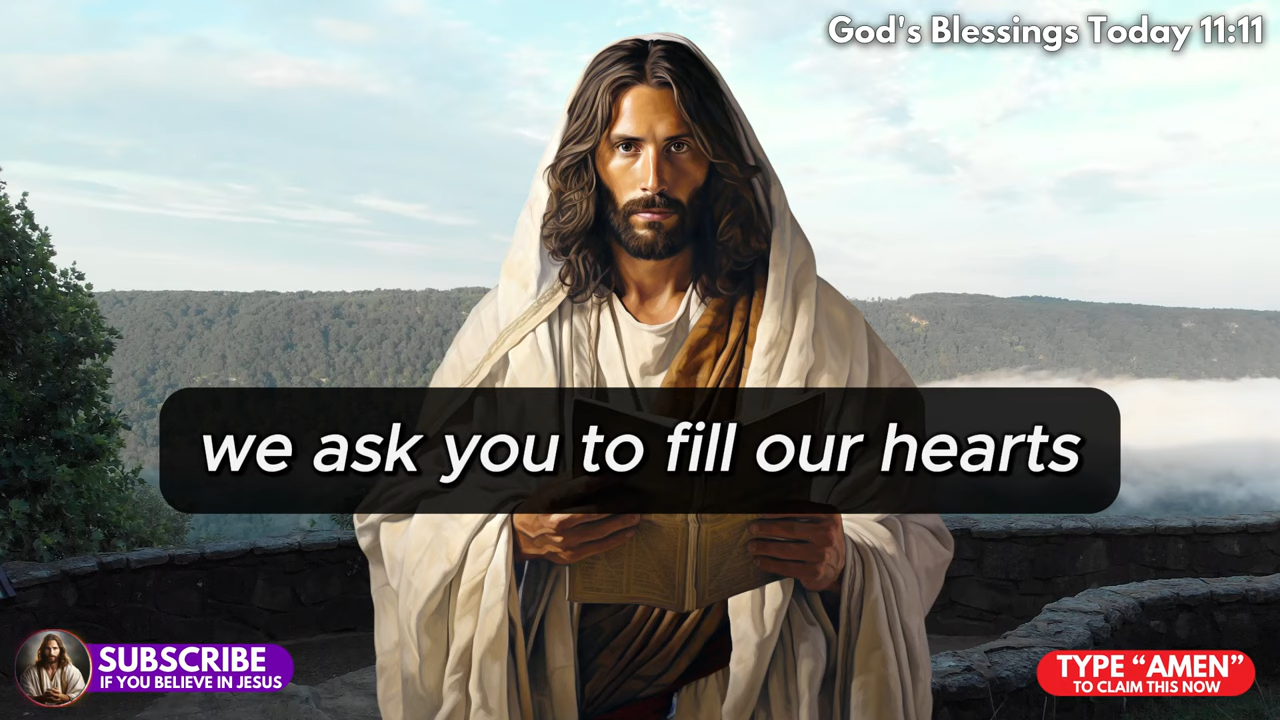 God's Blessings Today 11:11
we ask you to fill our hearts
SUBSCRIBE
IF YOU BELIEVE IN JESUS
TYPE “AMEN”
TO CLAIM THIS NOW